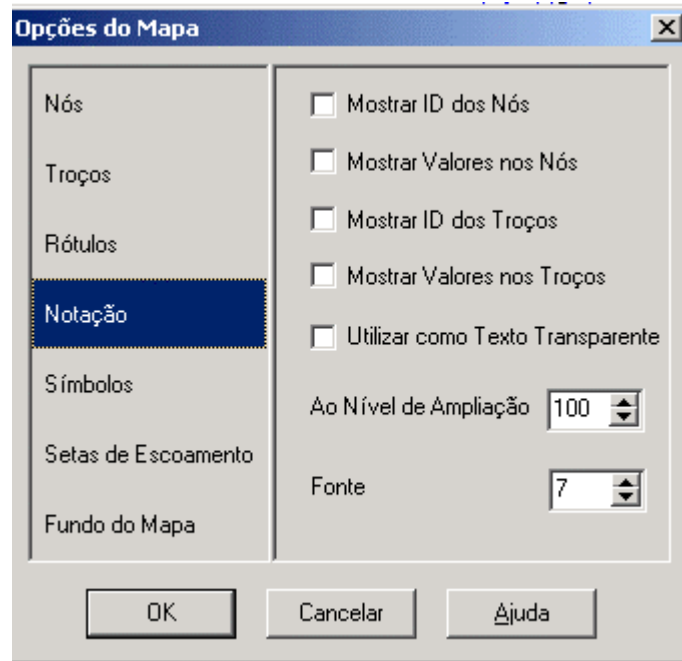 Opções do Mapa
Nós
Troços
Rótulos
Notação
Símbolos
Setas de Escoamento
Fundo do Mapa
Mostrar ID dos Nós
Mostrar Valores nos Nós
Mostrar ID dos Troços
Mostrar Valores nos Troços
Utilizar como Texto Transparente
Ao Nível de Ampliação 100
Fonte 7
OK Cancelar Ajuda